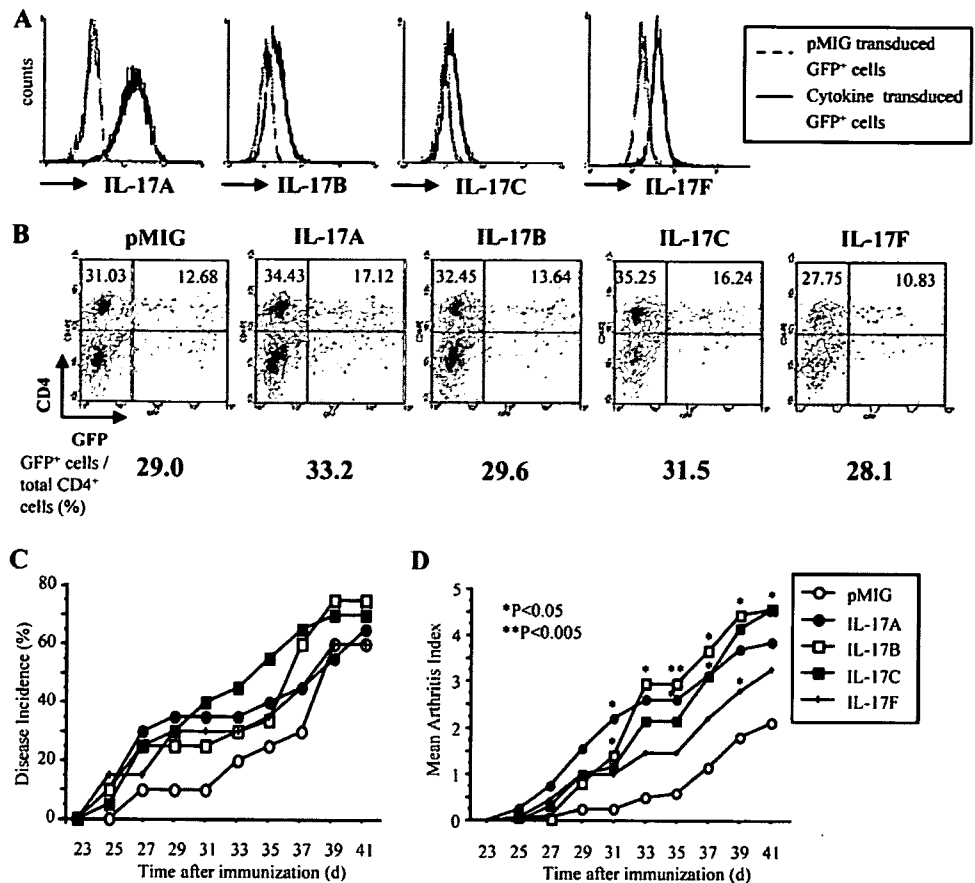 A
counts
IL-17A
IL-17B
IL-17C
IL-17F
pMIG transduced
GFP⁺ cells
Cytokine transduced
GFP⁺ cells
B
pMIG
IL-17A
IL-17B
IL-17C
IL-17F
31.03 12.68
34.43 17.12
32.45 13.64
35.25 16.24
27.75 10.83
CD4
GFP
GFP⁺ cells /
total CD4⁺
cells (%)
29.0
33.2
29.6
31.5
28.1
C
Disease Incidence (%)
80
60
40
20
0
23 25 27 29 31 33 35 37 39 41
Time after immunization (d)
D
Mean Arthritis Index
5
4
3
2
1
0
*P<0.05
**P<0.005
* * * * * ** * * * * * *
23 25 27 29 31 33 35 37 39 41
Time after immunization (d)
pMIG
IL-17A
IL-17B
IL-17C
IL-17F